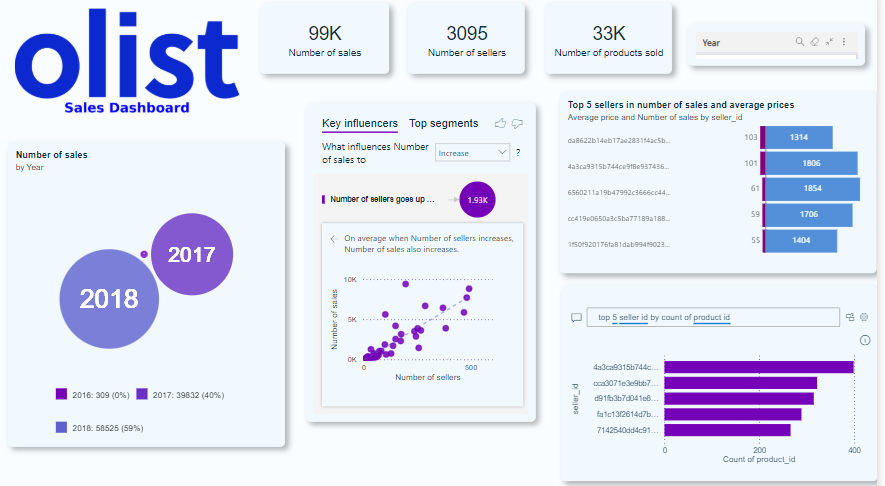 olist
Sales Dashboard
99K
Number of sales
3095
Number of sellers
33K
Number of products sold
Year
Number of sales
by Year
2017
2018
2016: 309 (0%)
2017: 39832 (40%)
2018: 58525 (59%)
Key influencers
Top segments
What influences Number
of sales to
Increase
?
Number of sellers goes up ...
1.93K
On average when Number of sellers increases,
Number of sales also increases.
Number of sales
10K
5K
0K
0
500
Number of sellers
Top 5 sellers in number of sales and average prices
Average price and Number of sales by seller_id
da8622b14eb17ae2831f4ac5b...
103
1314
4a3ca9315b744ce9f8e937436...
101
1806
6560211a19b47992c3666cc44...
61
1854
cc419e0650a3c5ba77189a188...
59
1706
1f50f920176fa81dab994f9023...
55
1404
top 5 seller id by count of product id
seller_id
4a3ca9315b744c...
cca3071e3e9bb7...
d91fb3b7d041e8...
fa1c13f2614d7b...
7142540dd4c91...
0
200
400
Count of product_id